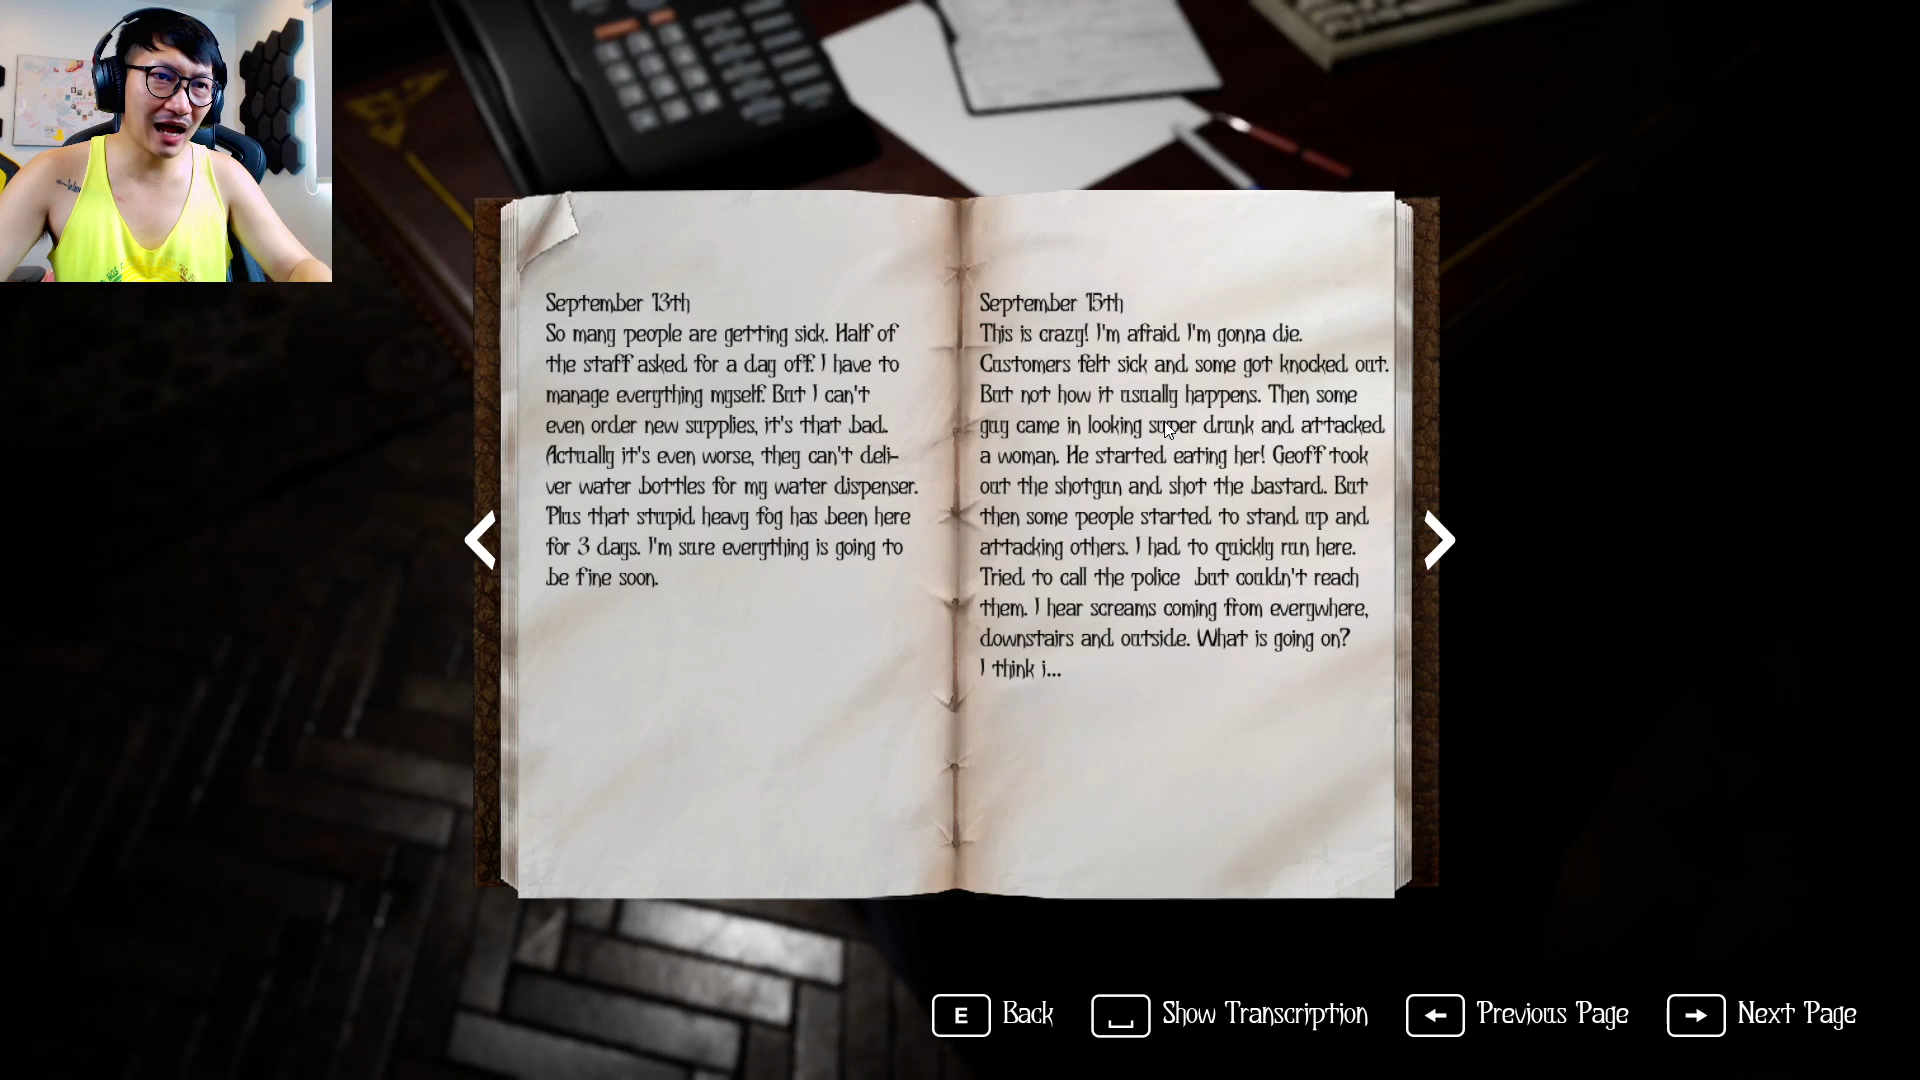 September 13th
So many people are getting sick. Half of
the staff asked for a day off. I have to
manage everything myself. But I can't
even order new supplies, it's that bad.
Actually it's even worse, they can't deli-
ver water bottles for my water dispenser.
Plus that stupid heavy fog has been here
for 3 days. I'm sure everything is going to
be fine soon.
September 15th
This is crazy! I'm afraid I'm gonna die.
Customers felt sick and some got knocked out.
But not how it usually happens. Then some
guy came in looking super drunk and attacked
a woman. He started eating her! Geoff took
out the shotgun and shot the bastard. But
then some people started to stand up and
attacking others. I had to quickly run here.
Tried to call the police but couldn't reach
them. I hear screams coming from everywhere,
downstairs and outside. What is going on?
I think i...
E Back
Show Transcription
Previous Page
Next Page